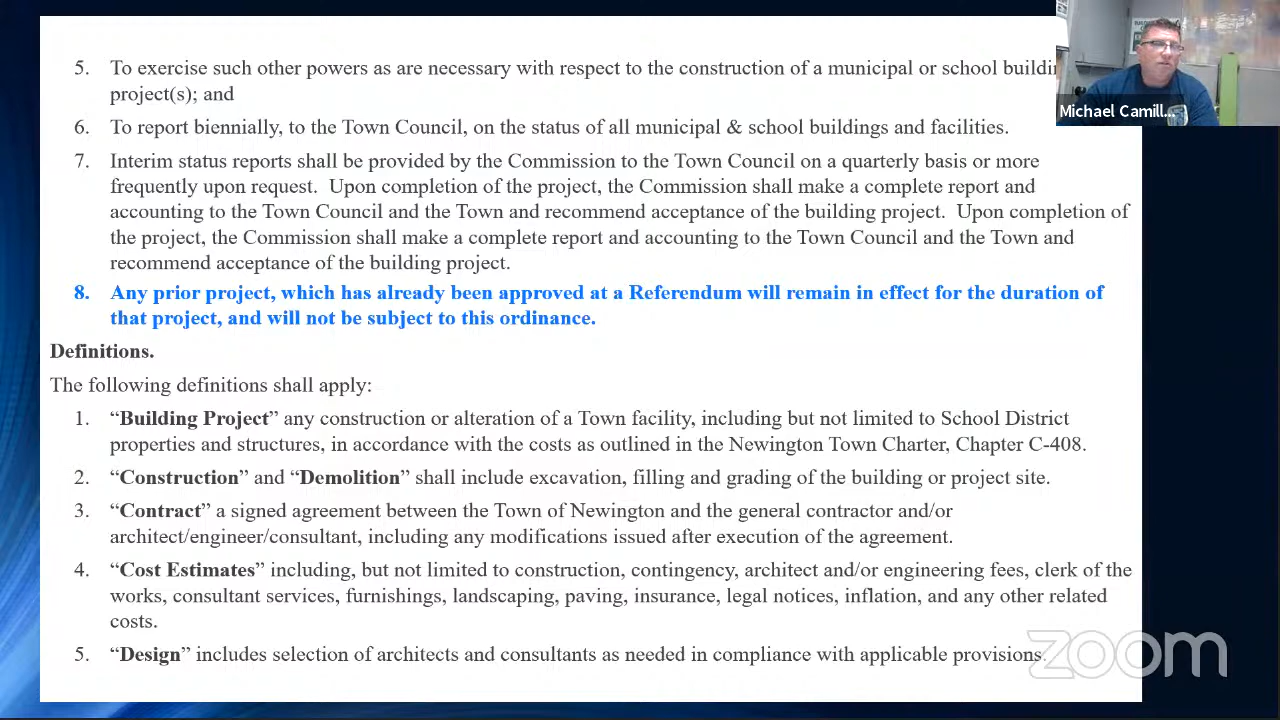 5. To exercise such other powers as are necessary with respect to the construction of a municipal or school
project(s); and
6. To report biennially, to the Town Council, on the status of all municipal & school buildings and facilities.
7. Interim status reports shall be provided by the Commission to the Town Council on a quarterly basis or more
frequently upon request. Upon completion of the project, the Commission shall make a complete report and
accounting to the Town Council and the Town and recommend acceptance of the building project. Upon completion of
the project, the Commission shall make a complete report and accounting to the Town Council and the Town and
recommend acceptance of the building project.
8. Any prior project, which has already been approved at a Referendum will remain in effect for the duration of
that project, and will not be subject to this ordinance.
Definitions.
The following definitions shall apply:
1. “Building Project” any construction or alteration of a Town facility, including but not limited to School District
properties and structures, in accordance with the costs as outlined in the Newington Town Charter, Chapter C-408.
2. “Construction” and “Demolition” shall include excavation, filling and grading of the building or project site.
3. “Contract” a signed agreement between the Town of Newington and the general contractor and/or
architect/engineer/consultant, including any modifications issued after execution of the agreement.
4. “Cost Estimates” including, but not limited to construction, contingency, architect and/or engineering fees, clerk of the
works, consultant services, furnishings, landscaping, paving, insurance, legal notices, inflation, and any other related
costs.
5. “Design” includes selection of architects and consultants as needed in compliance with applicable provisions.
Michael Camill...
zoom